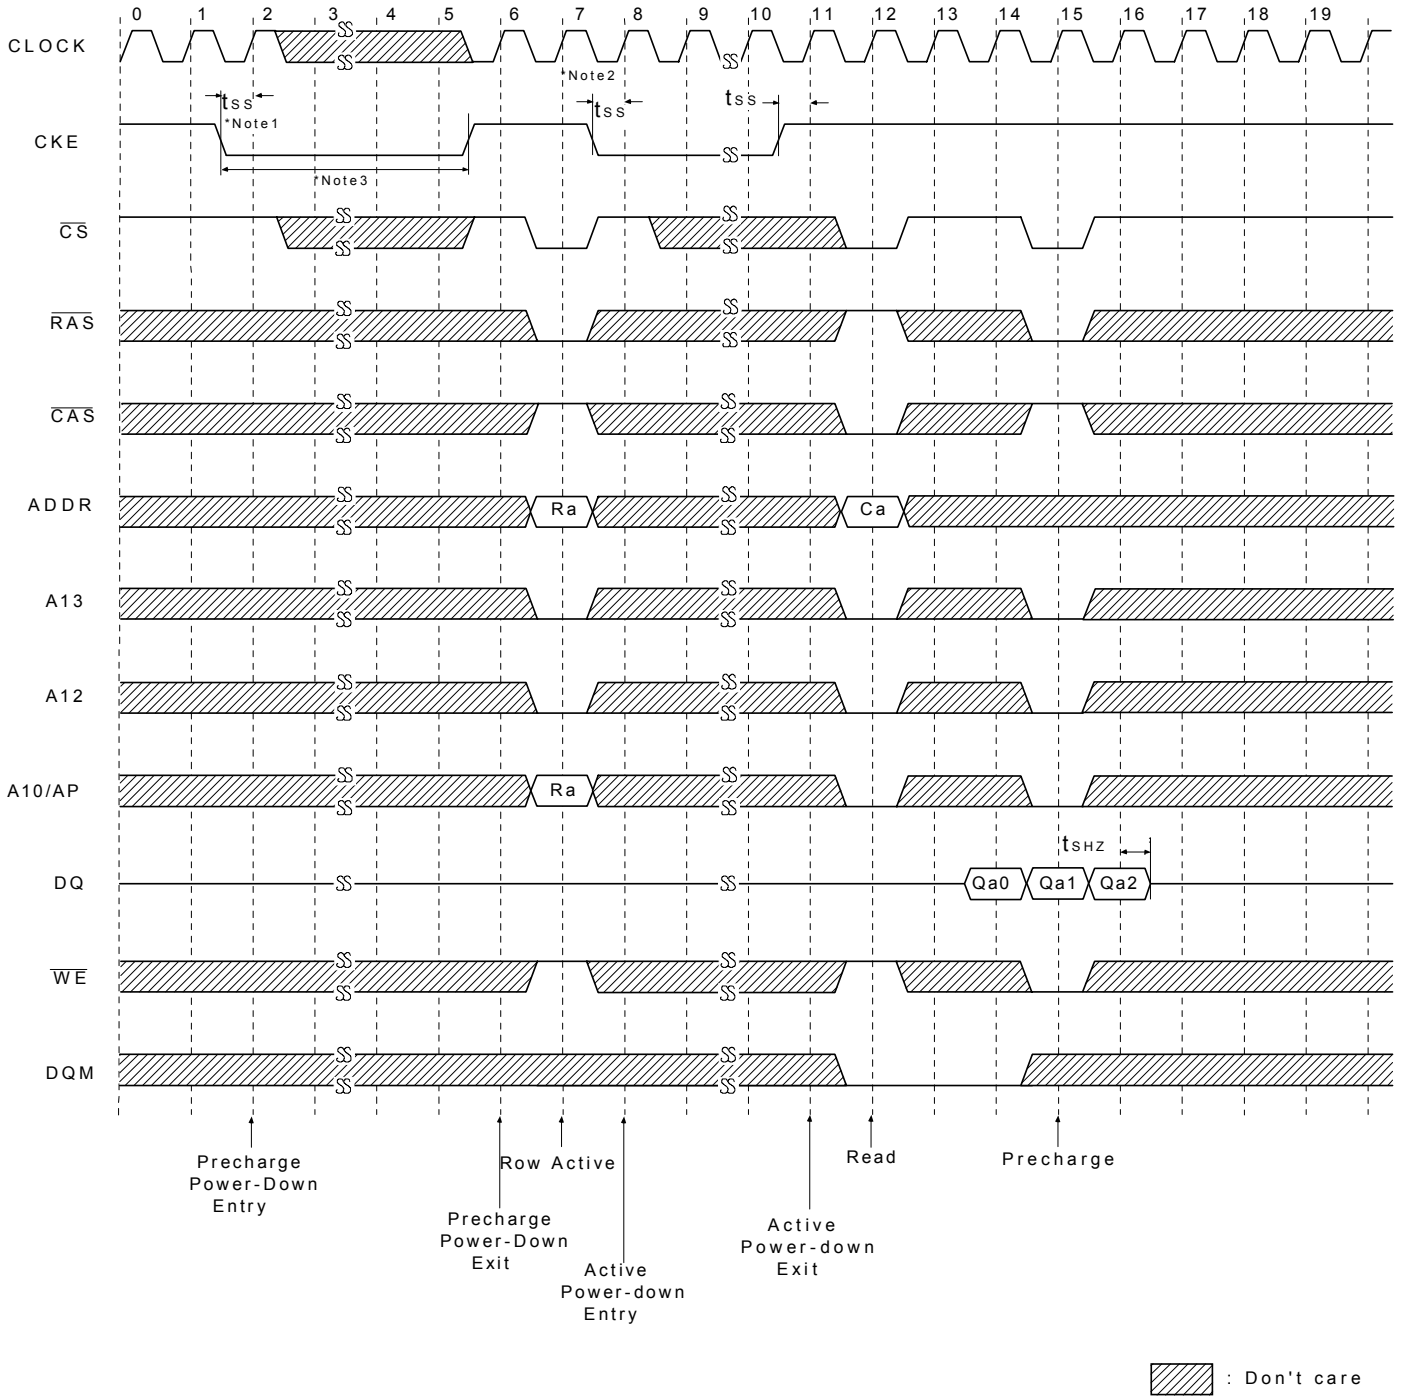 0 1 2 3 4 5 6 7 8 9 10 11 12 13 14 15 16 17 18 19
CLOCK
*Note2
tSS
*Note1
tSS
tSS
CKE
*Note3
CS
RAS
CAS
ADDR Ra Ca
A13
A12
A10/AP Ra
tSHZ
DQ Qa0 Qa1 Qa2
WE
DQM
Precharge
Power-Down
Entry
Row Active
Read
Precharge
Precharge
Power-Down
Exit
Active
Power-down
Exit
Active
Power-down
Entry
: Don't care